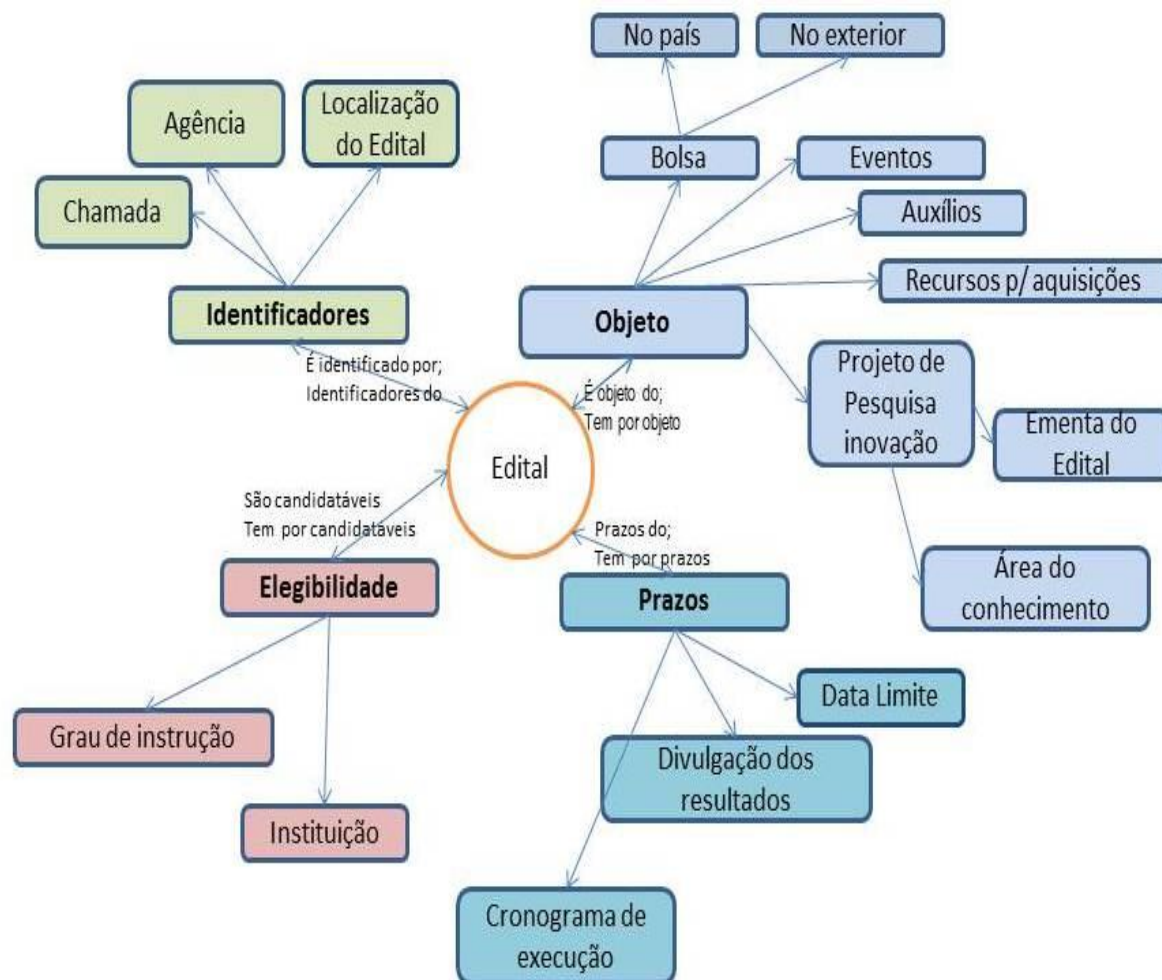 No país
No exterior
Agência
Localização
do Edital
Bolsa
Eventos
Chamada
Auxílios
Recursos p/ aquisições
Identificadores
Objeto
É identificado por;
Identificadores do
É objeto do;
Tem por objeto
Projeto de
Pesquisa
inovação
Ementa do
Edital
Edital
São candidatáveis
Tem por candidatáveis
Prazos do;
Tem por prazos
Elegibilidade
Prazos
Área do
conhecimento
Grau de instrução
Instituição
Data Limite
Divulgação dos
resultados
Cronograma de
execução